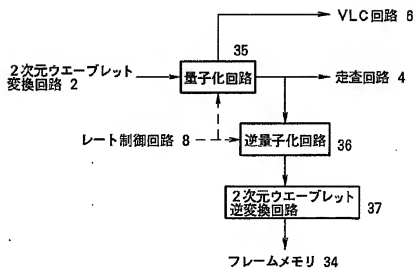 VLC回路 6
35
2次元ウエーブレット
変換回路 2
量子化回路
走査回路 4
レート制御回路 8
逆量子化回路
36
2次元ウエーブレット
逆変換回路
37
フレームメモリ 34